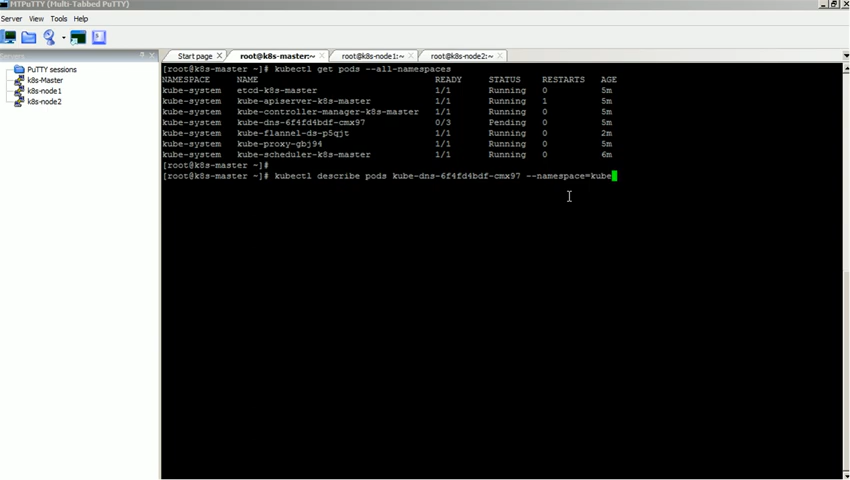 MTPuTTY (Multi-Tabbed PuTTY)
Server View Tools Help
PuTTY sessions
k8s-Master
k8s-node1
k8s-node2
Start page root@k8s-master:~ root@k8s-node1:~ root@k8s-node2:~
[root@k8s-master ~]# kubectl get pods --all-namespaces
NAMESPACE NAME READY STATUS RESTARTS AGE
kube-system etcd-k8s-master 1/1 Running 0 5m
kube-system kube-apiserver-k8s-master 1/1 Running 1 5m
kube-system kube-controller-manager-k8s-master 1/1 Running 0 5m
kube-system kube-dns-6f4fd4bdf-cmx97 0/3 Pending 0 5m
kube-system kube-flannel-ds-p5qjt 1/1 Running 0 2m
kube-system kube-proxy-gbj94 1/1 Running 0 5m
kube-system kube-scheduler-k8s-master 1/1 Running 0 6m
[root@k8s-master ~]#
[root@k8s-master ~]# kubectl describe pods kube-dns-6f4fd4bdf-cmx97 --namespace=kube